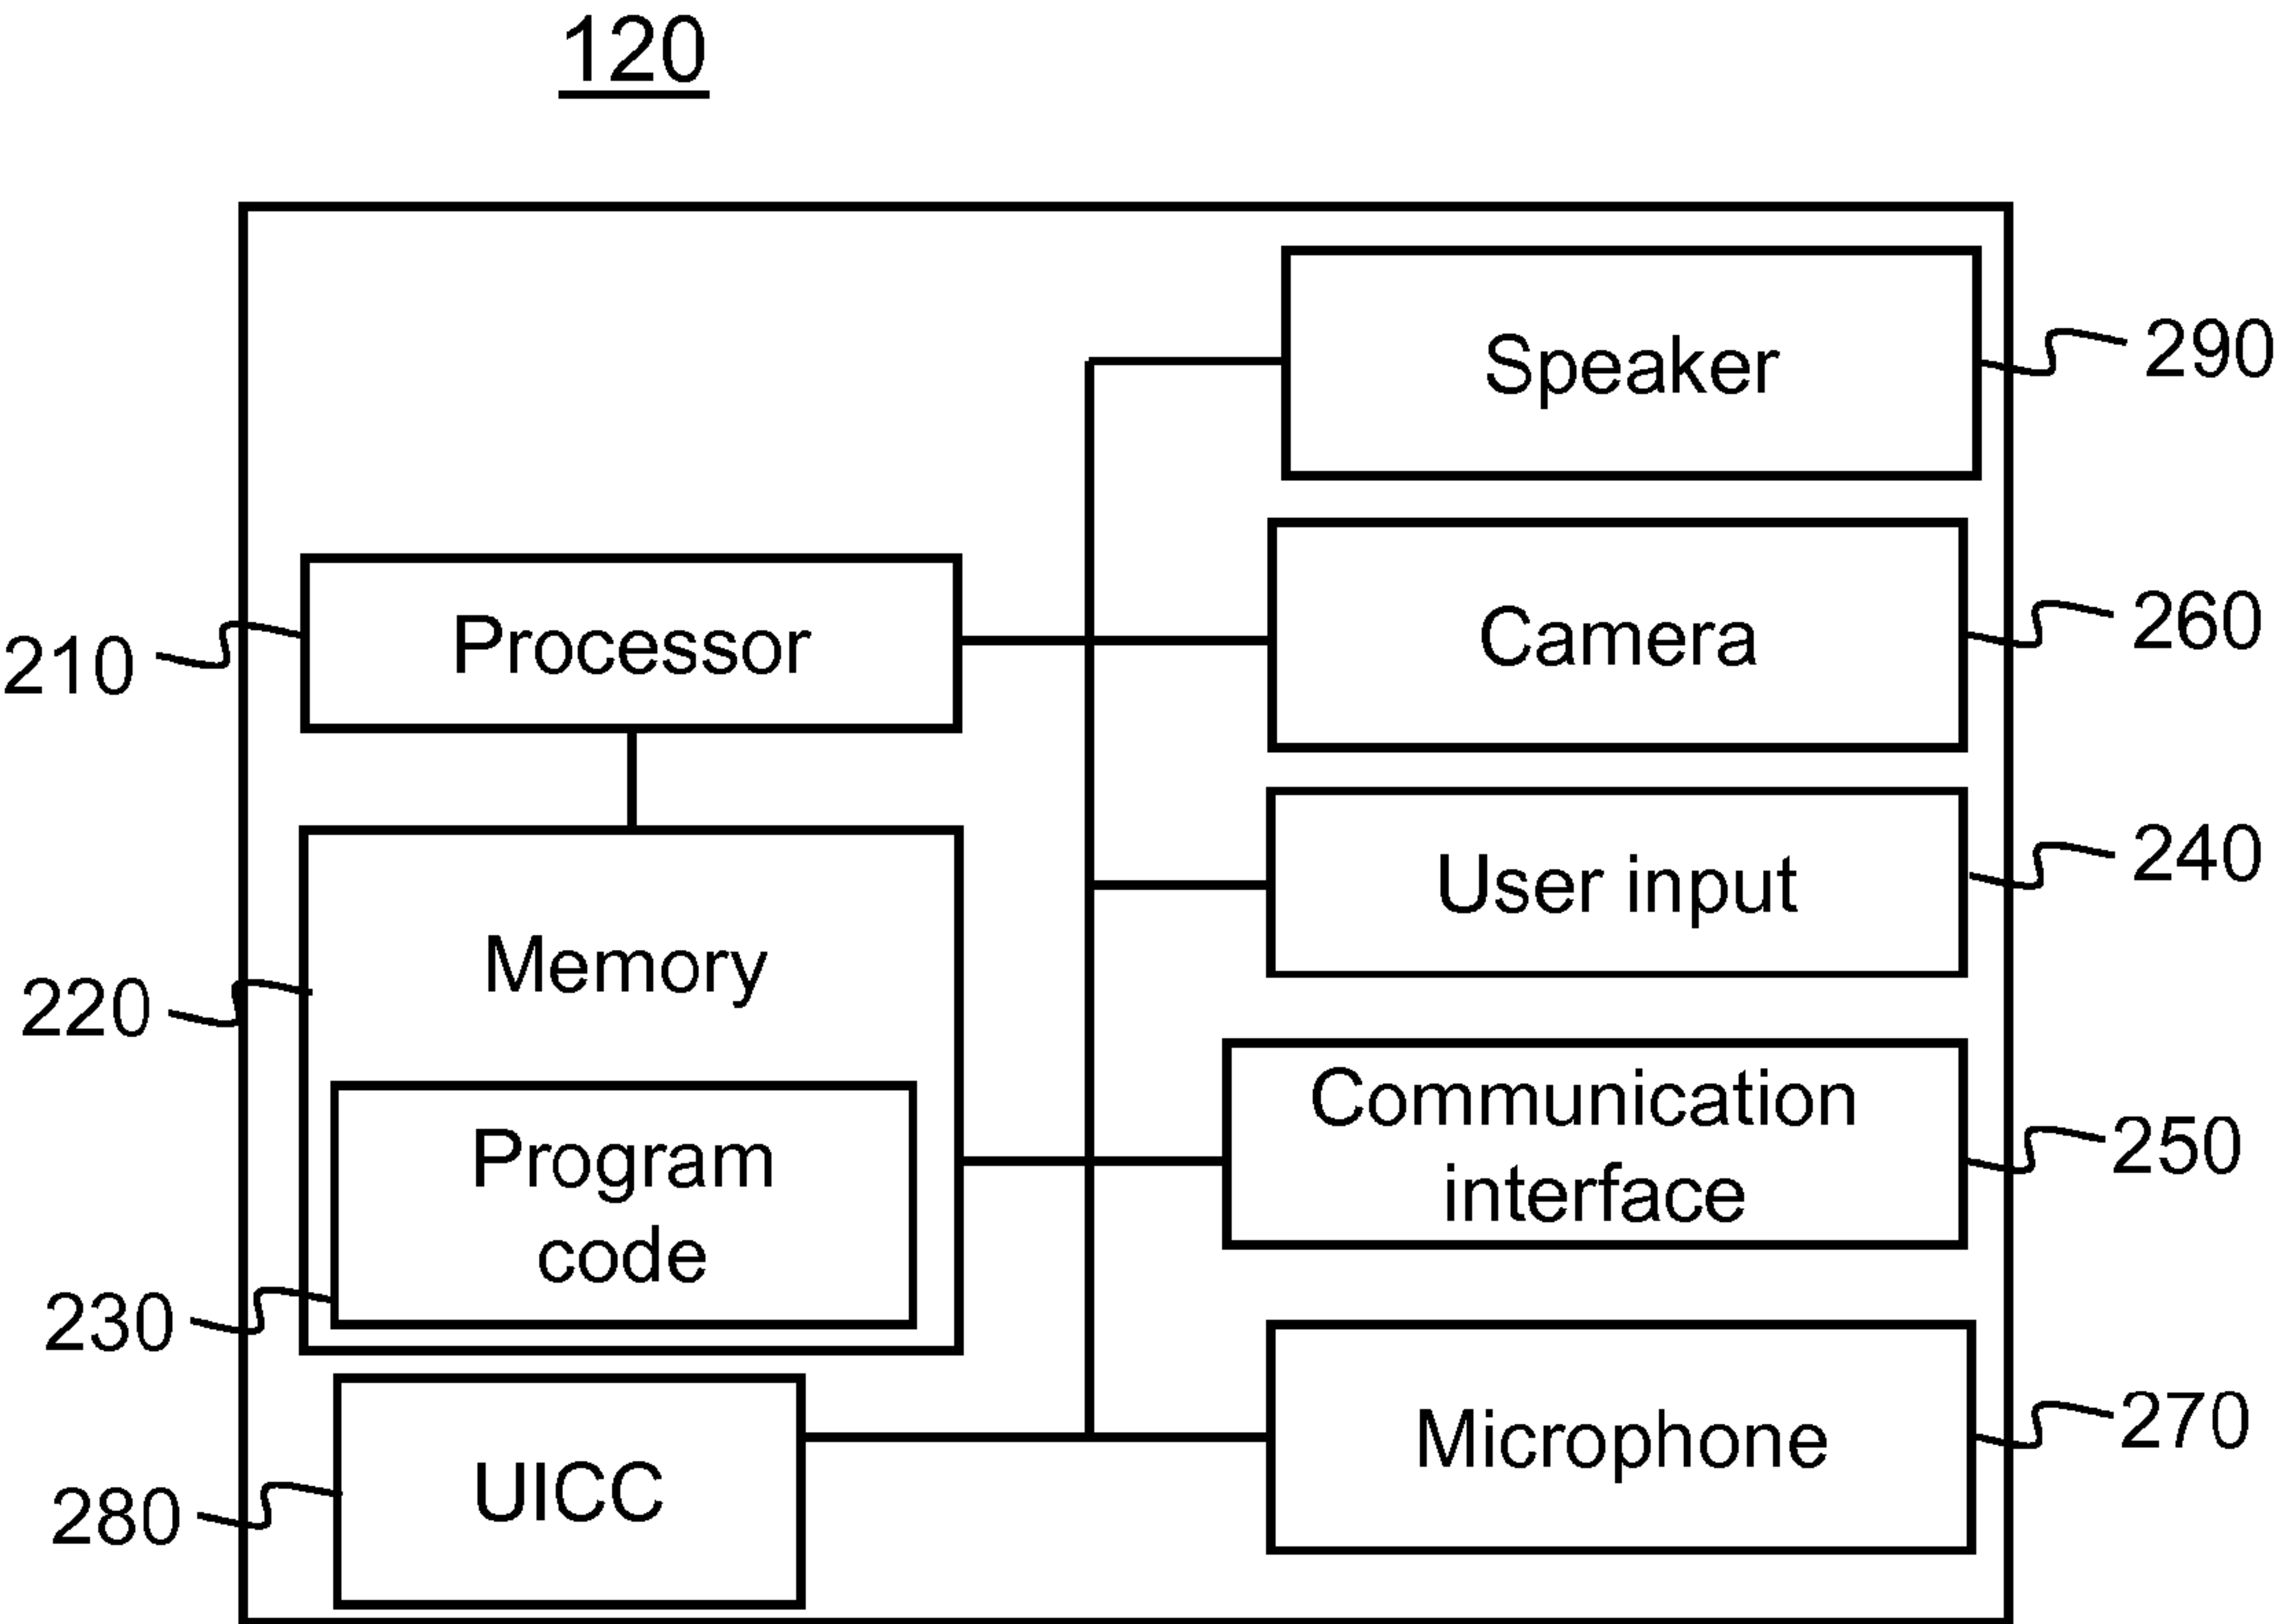 120
Speaker
290
Processor
210
Camera
260
User input
240
Memory
220
Program
code
230
Communication
interface
250
UICC
280
Microphone
270